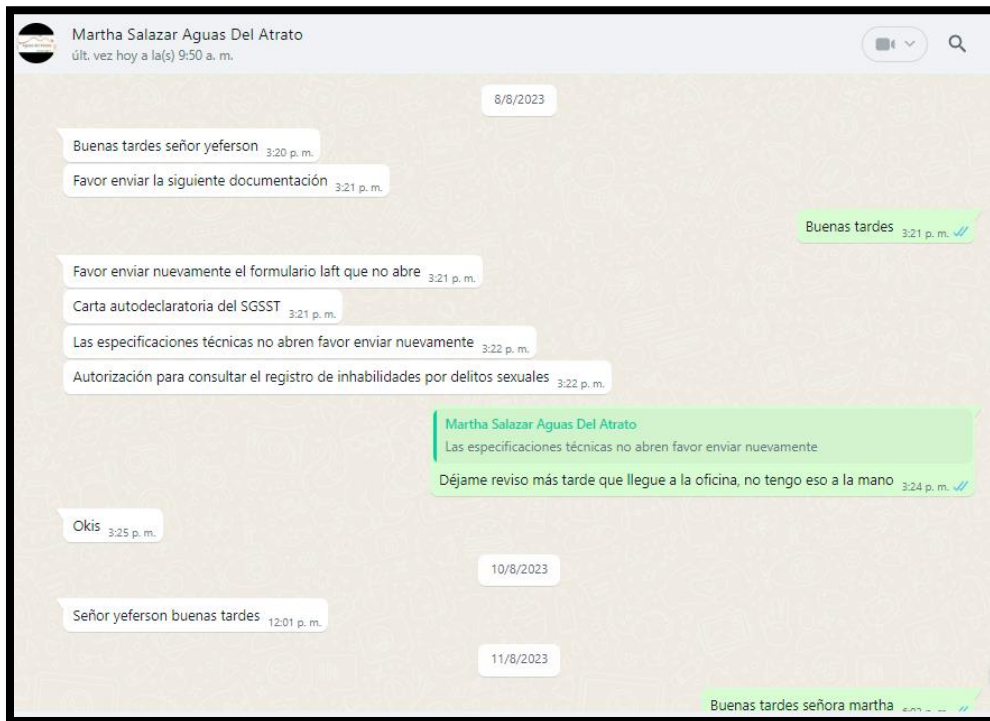 Martha Salazar Aguas Del Atrato
últ. vez hoy a la(s) 9:50 a. m.
8/8/2023
Buenas tardes señor yeferson 3:20 p. m.
Favor enviar la siguiente documentación 3:21 p. m.
Buenas tardes 3:21 p. m.
Favor enviar nuevamente el formulario laft que no abre 3:21 p. m.
Carta autodeclaratoria del SGSST 3:21 p. m.
Las especificaciones técnicas no abren favor enviar nuevamente 3:22 p. m.
Autorización para consultar el registro de inhabilidades por delitos sexuales 3:22 p. m.
Martha Salazar Aguas Del Atrato
Las especificaciones técnicas no abren favor enviar nuevamente
Déjame reviso más tarde que llegue a la oficina, no tengo eso a la mano 3:24 p. m.
Okis 3:25 p. m.
10/8/2023
Señor yeferson buenas tardes 12:01 p. m.
11/8/2023
Buenas tardes señora martha